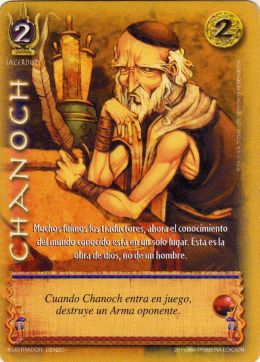 2
2
SACERDOTE
CHANOCH
Muchos fuimos los traductores, ahora el conocimiento
del mundo conocido está en un solo lugar. Esta es la
obra de dios, no de un hombre.
Cuando Chanoch entra en juego,
destruye un Arma oponente.
ILUSTRADOR: GENZO
PRIMERA EDICION